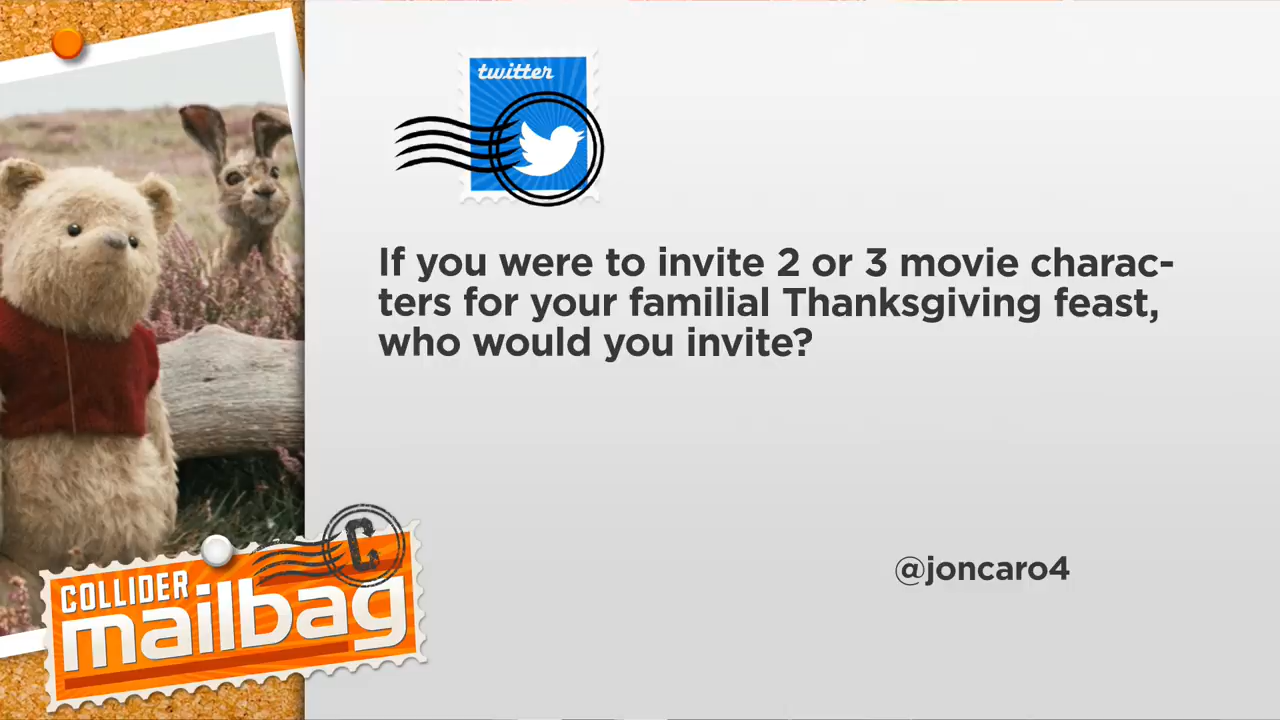 twitter
If you were to invite 2 or 3 movie charac-
ters for your familial Thanksgiving feast,
who would you invite?
@joncaro4
C
COLLIDER
mailbag